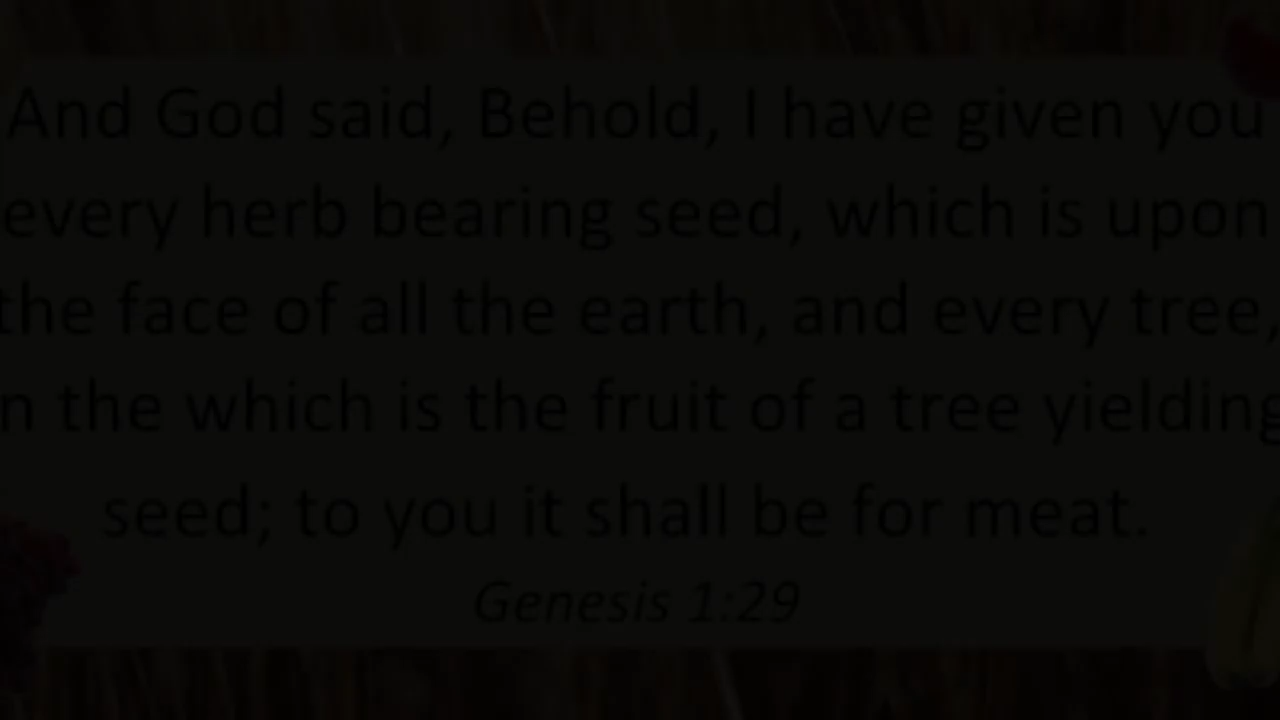 And God said, Behold, I have given you
every herb bearing seed, which is upon
the face of all the earth, and every tree,
n the which is the fruit of a tree yielding
seed; to you it shall be for meat.
Genesis 1:29